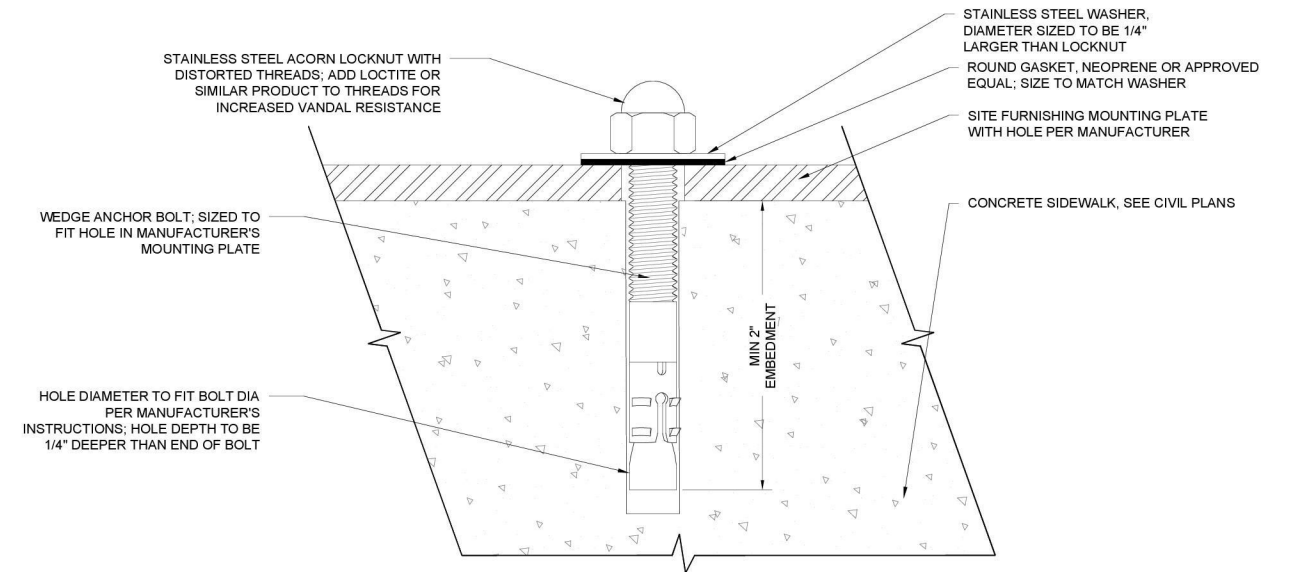 STAINLESS STEEL ACORN LOCKNUT WITH
DISTORTED THREADS; ADD LOCTITE OR
SIMILAR PRODUCT TO THREADS FOR
INCREASED VANDAL RESISTANCE
WEDGE ANCHOR BOLT; SIZED TO
FIT HOLE IN MANUFACTURER'S
MOUNTING PLATE
HOLE DIAMETER TO FIT BOLT DIA
PER MANUFACTURER'S
INSTRUCTIONS; HOLE DEPTH TO BE
1/4" DEEPER THAN END OF BOLT
STAINLESS STEEL WASHER,
DIAMETER SIZED TO BE 1/4"
LARGER THAN LOCKNUT
ROUND GASKET, NEOPRENE OR APPROVED
EQUAL; SIZE TO MATCH WASHER
SITE FURNISHING MOUNTING PLATE
WITH HOLE PER MANUFACTURER
CONCRETE SIDEWALK, SEE CIVIL PLANS
MIN 2"
EMBEDMENT